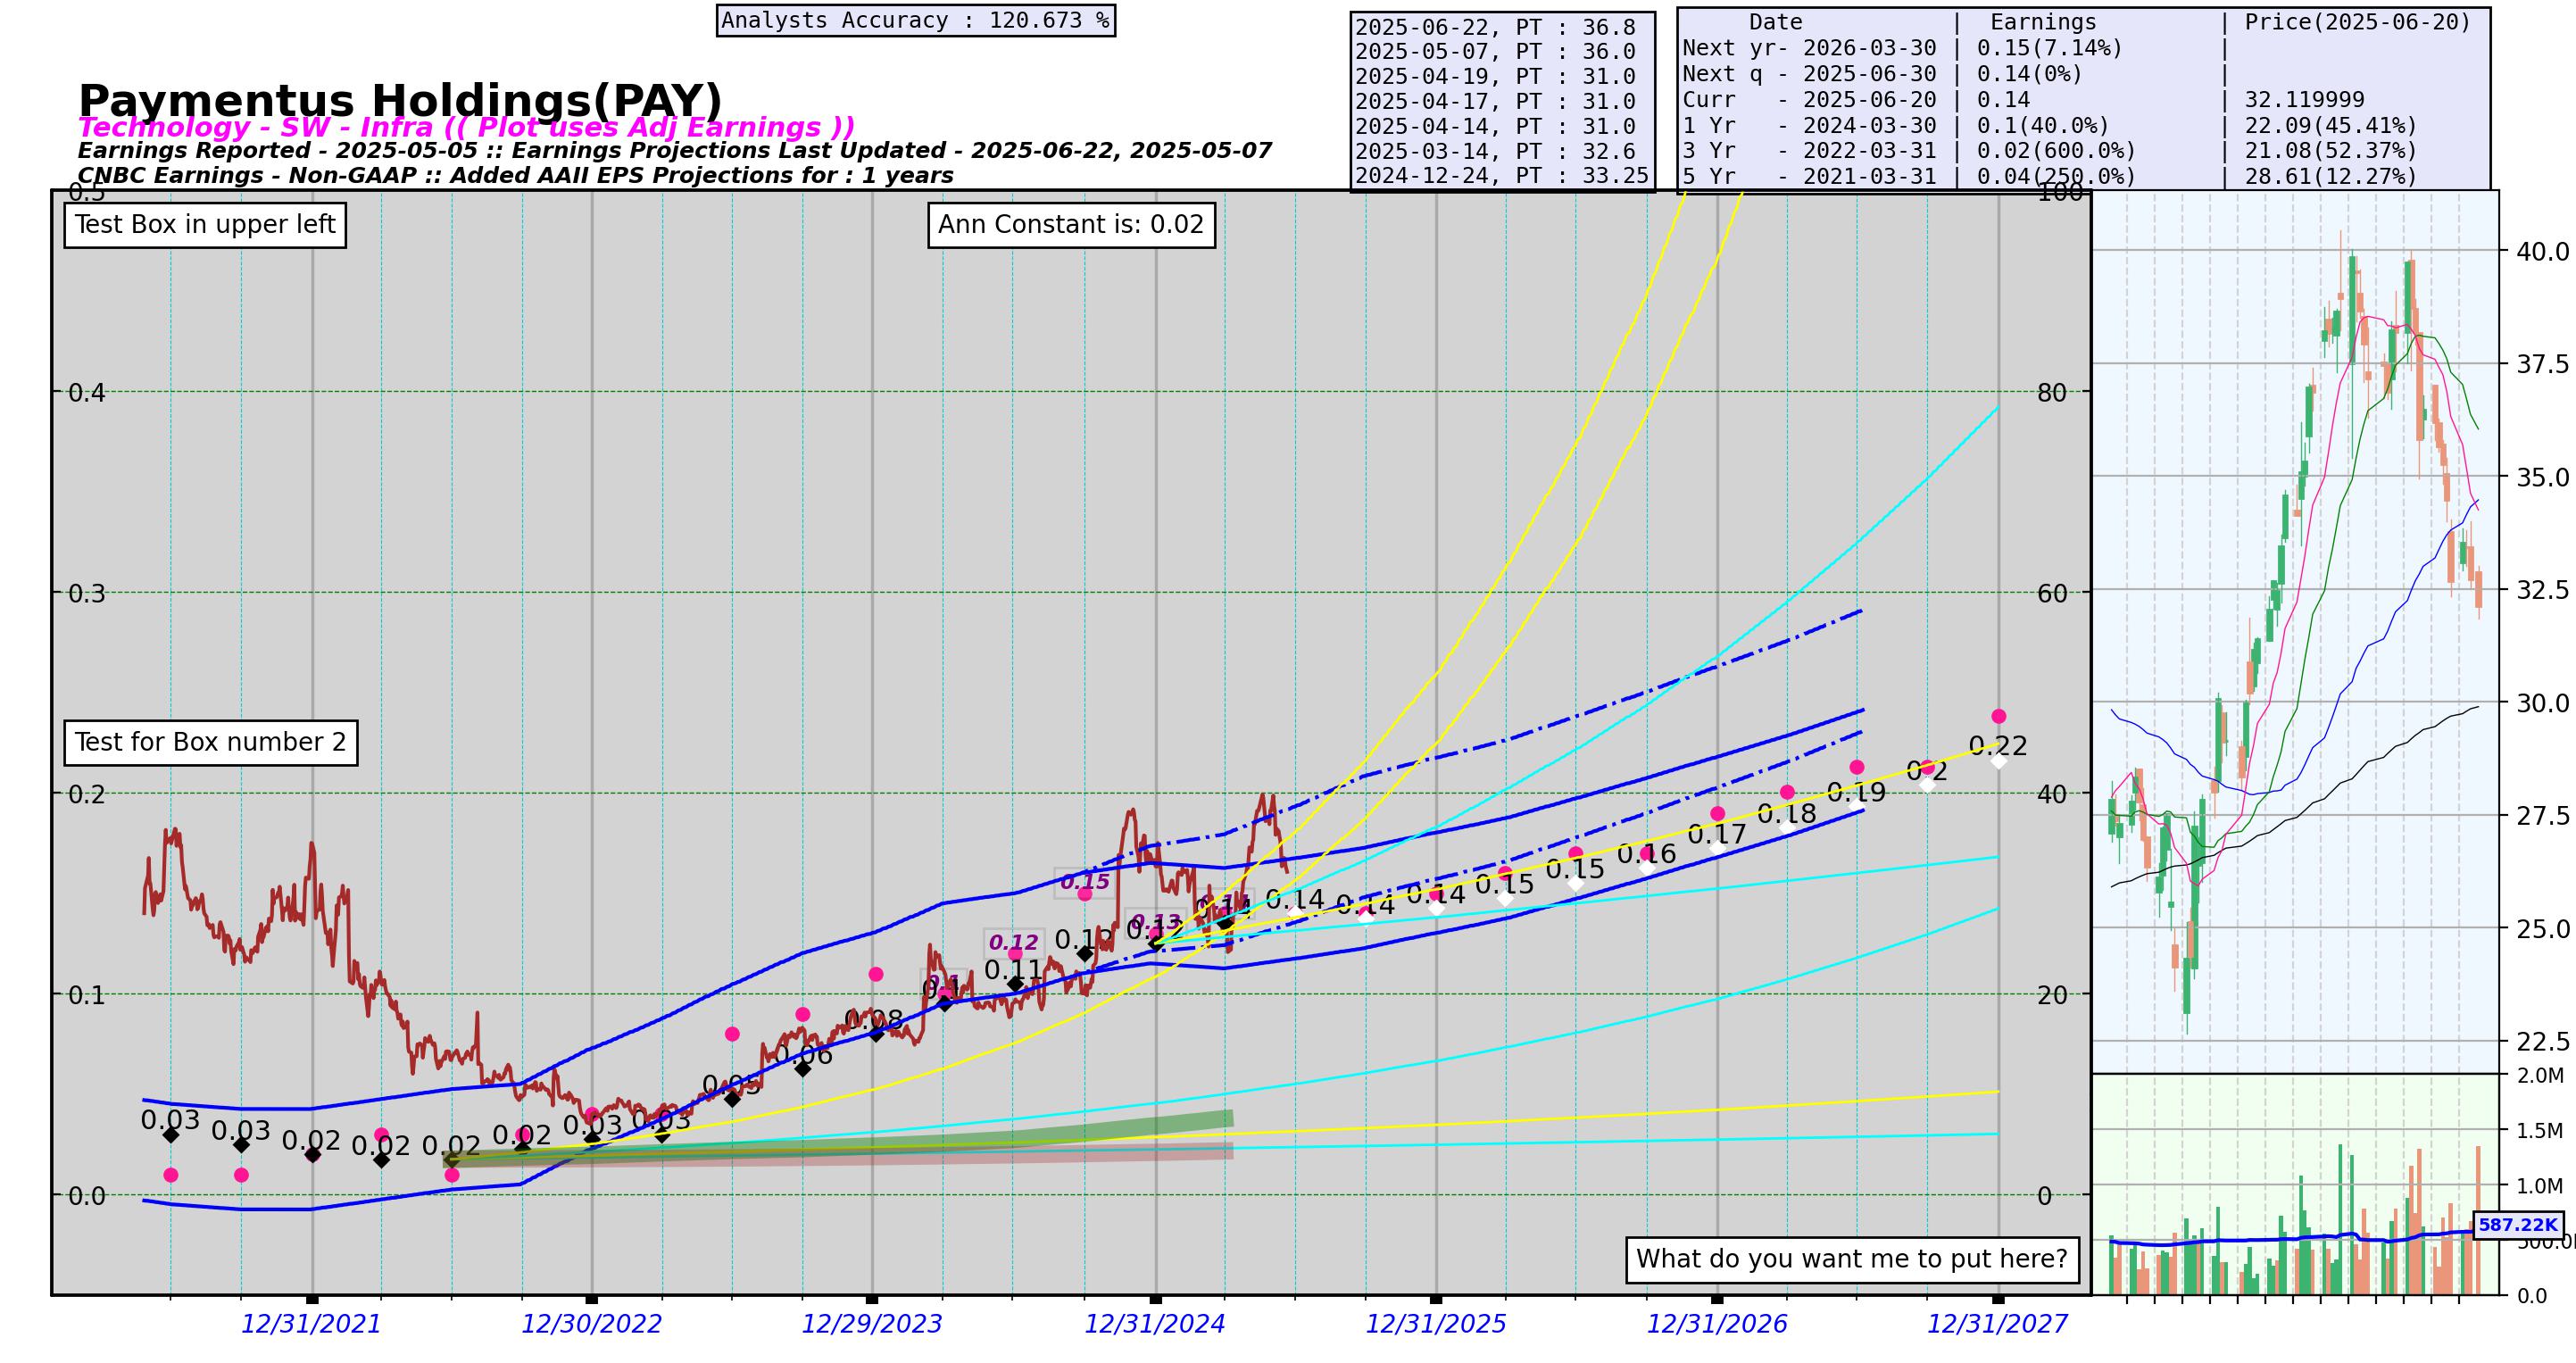 Analysts Accuracy : 120.673 %
2025-06-22, PT : 36.8
2025-05-07, PT : 36.0
2025-04-19, PT : 31.0
2025-04-17, PT : 31.0
2025-04-14, PT : 31.0
2025-03-14, PT : 32.6
2024-12-24, PT : 33.25
Date | Earnings | Price(2025-06-20)
Next yr- 2026-03-30 | 0.15(7.14%) |
Next q - 2025-06-30 | 0.14(0%) |
Curr - 2025-06-20 | 0.14 | 32.119999
1 Yr - 2024-03-30 | 0.1(40.0%) | 22.09(45.41%)
3 Yr - 2022-03-31 | 0.02(600.0%) | 21.08(52.37%)
5 Yr - 2021-03-31 | 0.04(250.0%) | 28.61(12.27%)
Paymentus Holdings(PAY)
Technology - SW - Infra (( Plot uses Adj Earnings ))
Earnings Reported - 2025-05-05 :: Earnings Projections Last Updated - 2025-06-22, 2025-05-07
CNBC Earnings - Non-GAAP :: Added AAII EPS Projections for : 1 years
Test Box in upper left
Ann Constant is: 0.02
Test for Box number 2
What do you want me to put here?
0.5
0.4
0.3
0.2
0.1
0.0
100
80
60
40
20
0
0.03
0.03
0.02
0.02
0.02
0.02
0.03
0.03
0.05
0.06
0.08
0.1
0.1
0.11
0.12
0.12
0.15
0.13
0.14
0.14
0.14
0.14
0.15
0.15
0.16
0.17
0.18
0.19
0.2
0.22
12/31/2021
12/30/2022
12/29/2023
12/31/2024
12/31/2025
12/31/2026
12/31/2027
40.0
37.5
35.0
32.5
30.0
27.5
25.0
22.5
2.0M
1.5M
1.0M
587.22K
0.0